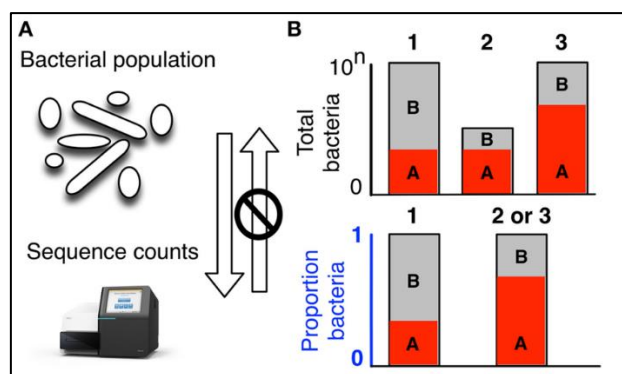 A
Bacterial population
Sequence counts
B
1 2 3
10ⁿ
Total
bacteria
0
B
A
B
A
B
A
1 2 or 3
1
Proportion
bacteria
0
B
A
B
A